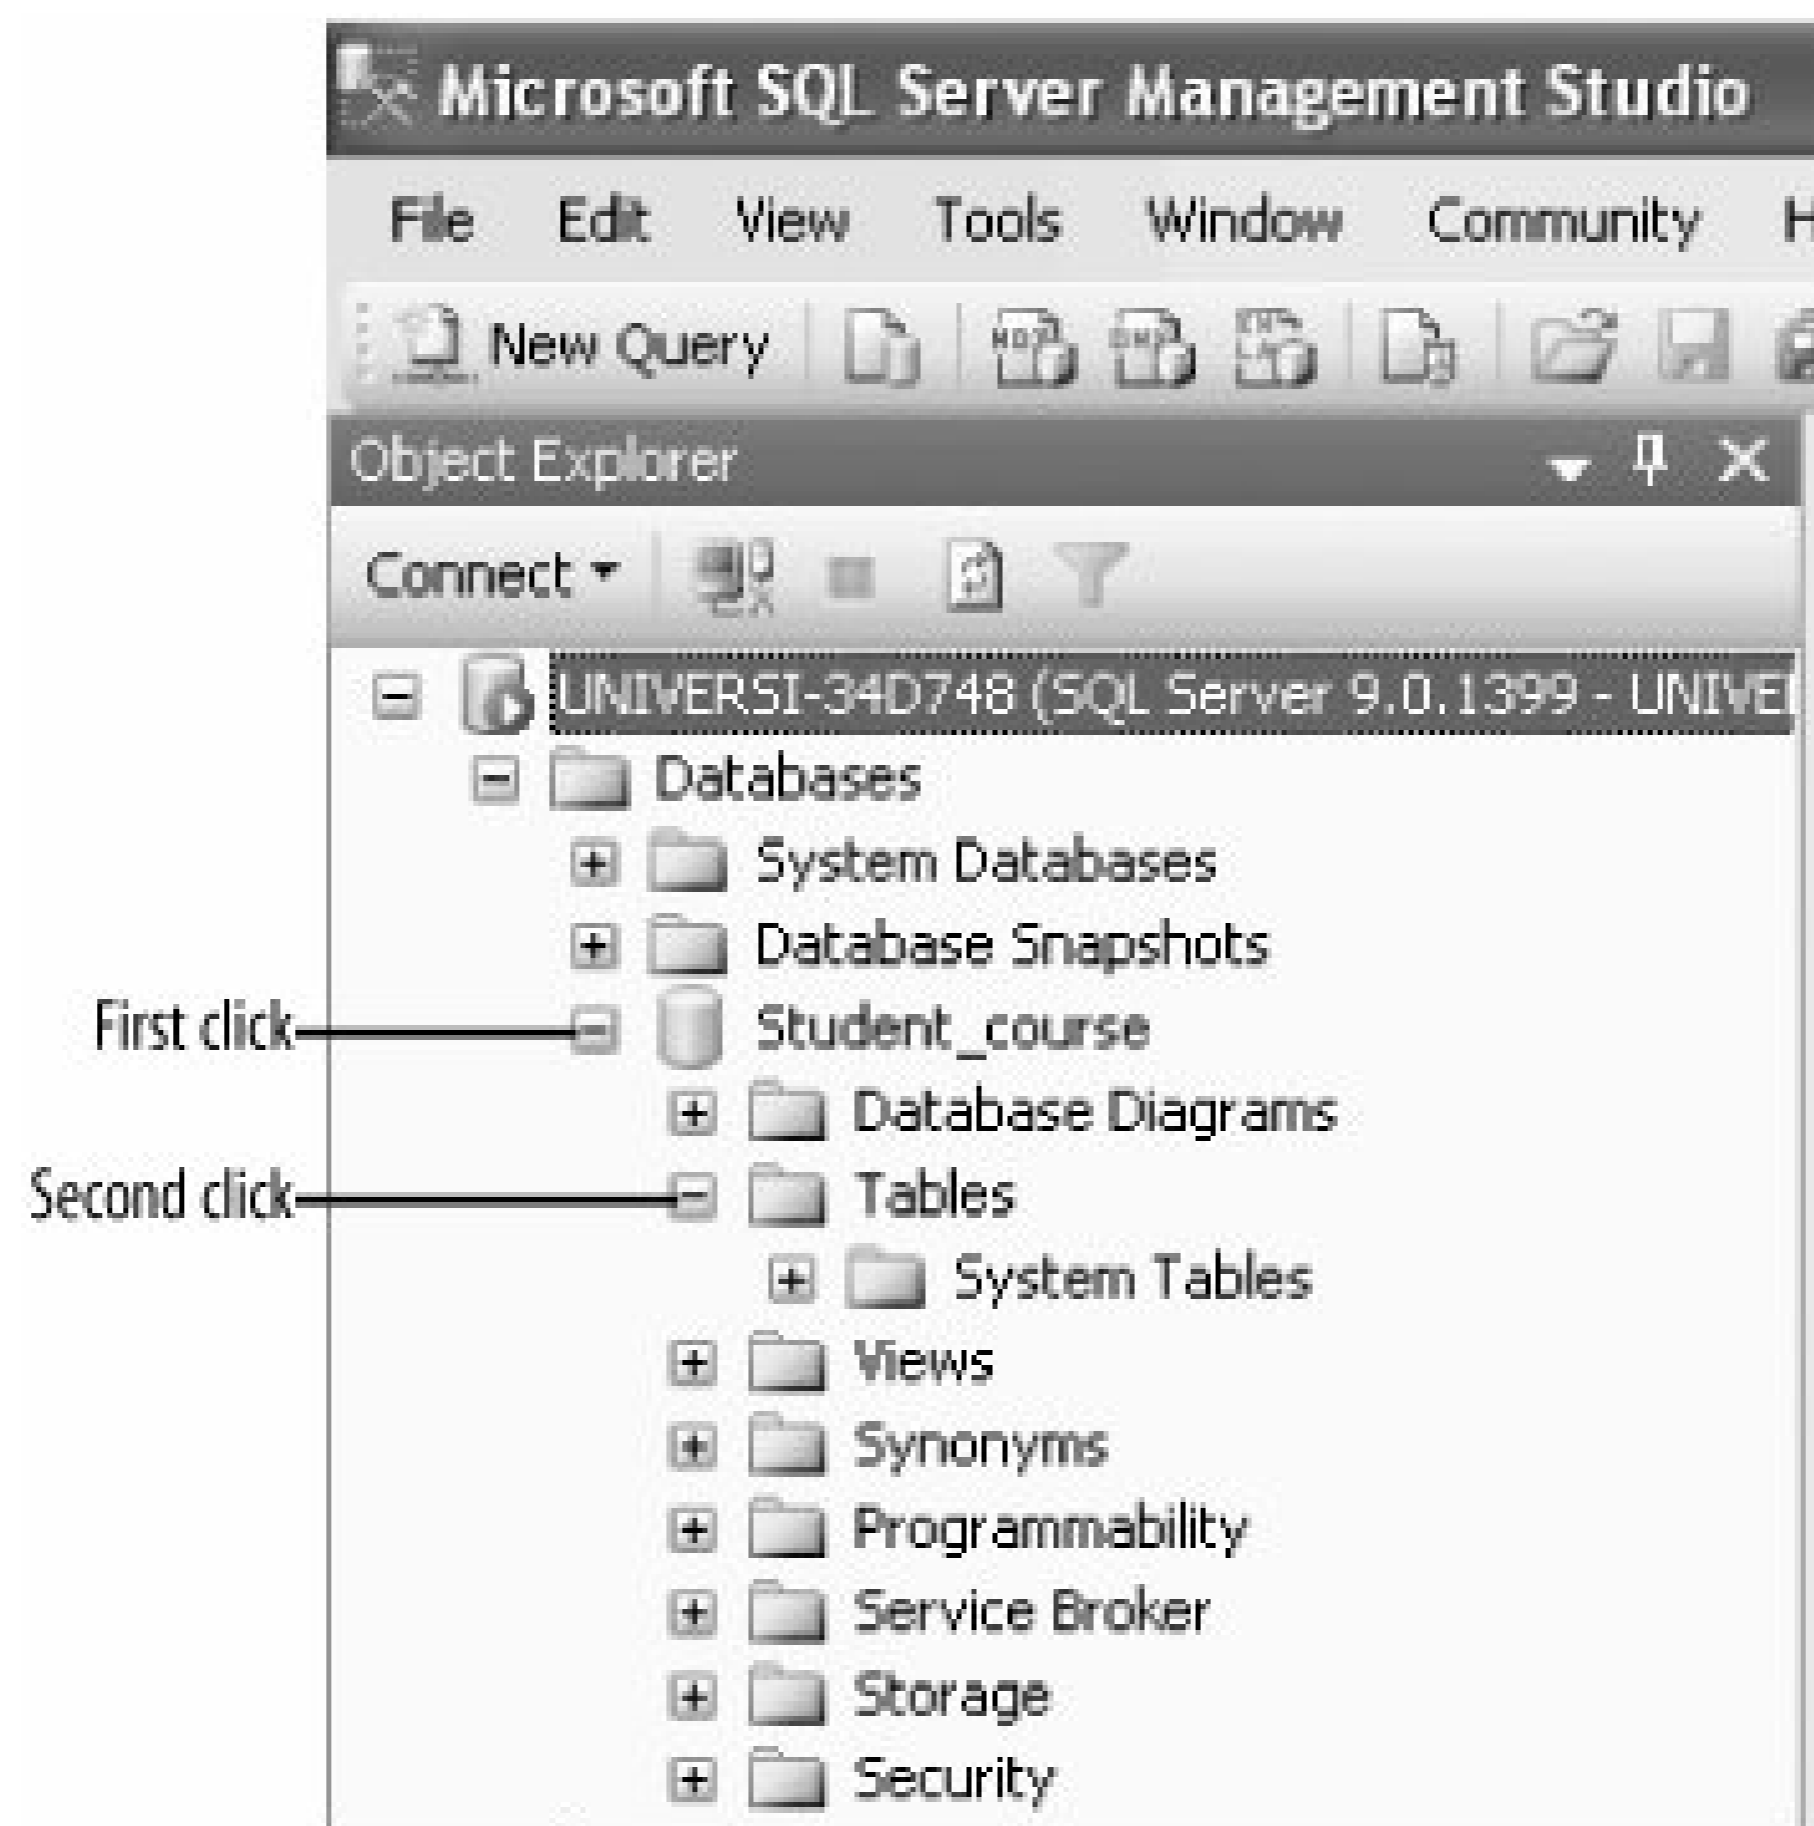 Microsoft SQL Server Management Studio
File Edit View Tools Window Community H
New Query
Object Explorer
Connect
UNIVERSI-34D748 (SQL Server 9.0.1399 - UNIVE
Databases
System Databases
Database Snapshots
First click
Student_course
Database Diagrams
Second click
Tables
System Tables
Views
Synonyms
Programmability
Service Broker
Storage
Security